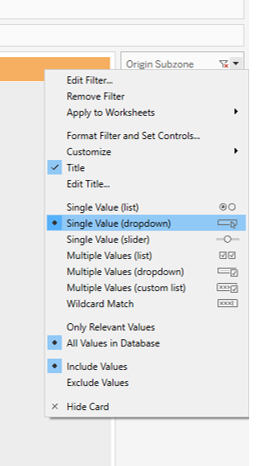 Origin Subzone
Edit Filter...
Remove Filter
Apply to Worksheets
Format Filter and Set Controls...
Customize
Title
Edit Title...
Single Value (list)
Single Value (dropdown)
Single Value (slider)
Multiple Values (list)
Multiple Values (dropdown)
Multiple Values (custom list)
Wildcard Match
Only Relevant Values
All Values in Database
Include Values
Exclude Values
Hide Card